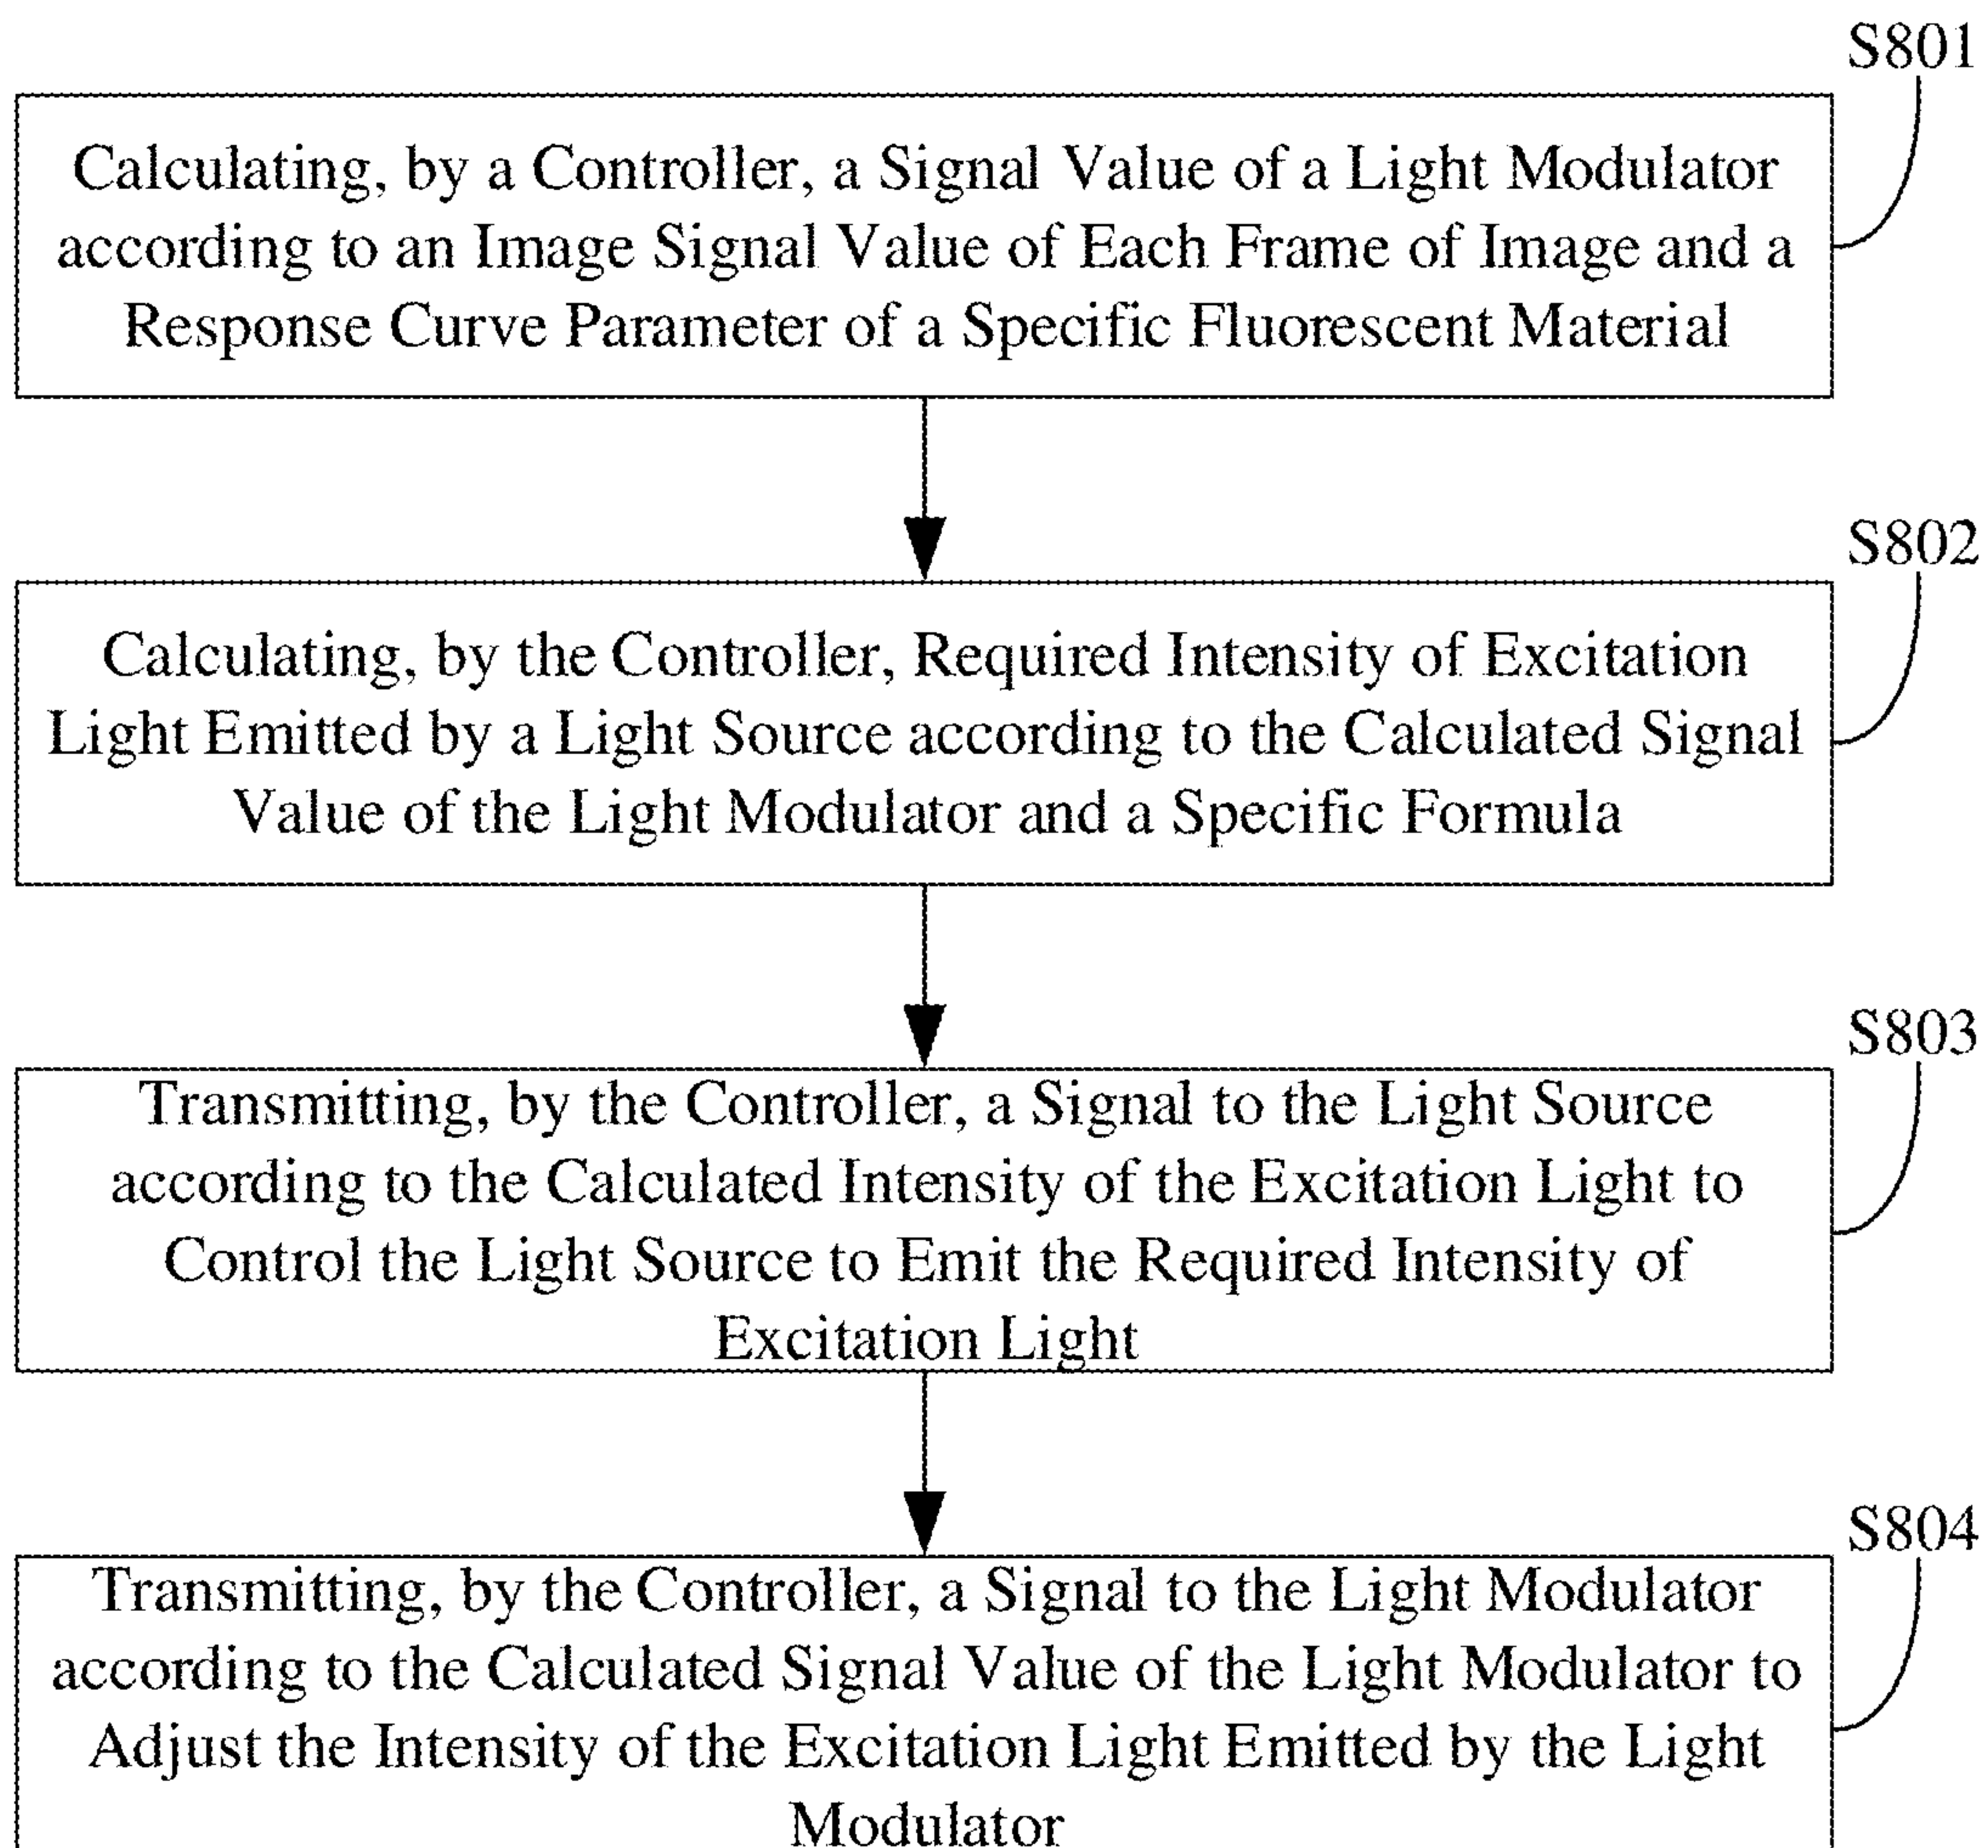 S801
Calculating, by a Controller, a Signal Value of a Light Modulator
according to an Image Signal Value of Each Frame of Image and a
Response Curve Parameter of a Specific Fluorescent Material
S802
Calculating, by the Controller, Required Intensity of Excitation
Light Emitted by a Light Source according to the Calculated Signal
Value of the Light Modulator and a Specific Formula
S803
Transmitting, by the Controller, a Signal to the Light Source
according to the Calculated Intensity of the Excitation Light to
Control the Light Source to Emit the Required Intensity of
Excitation Light
S804
Transmitting, by the Controller, a Signal to the Light Modulator
according to the Calculated Signal Value of the Light Modulator to
Adjust the Intensity of the Excitation Light Emitted by the Light
Modulator